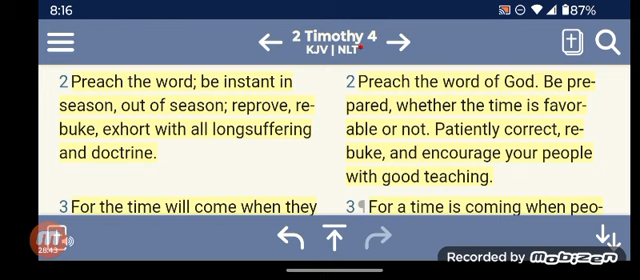 8:16
87%
2 Timothy 4
KJV | NLT
2 Preach the word; be instant in
season, out of season; reprove, re-
buke, exhort with all longsuffering
and doctrine.
3 For the time will come when they
2 Preach the word of God. Be pre-
pared, whether the time is favor-
able or not. Patiently correct, re-
buke, and encourage your people
with good teaching.
3 ¶ For a time is coming when peo-
28:43
Recorded by Mobizen